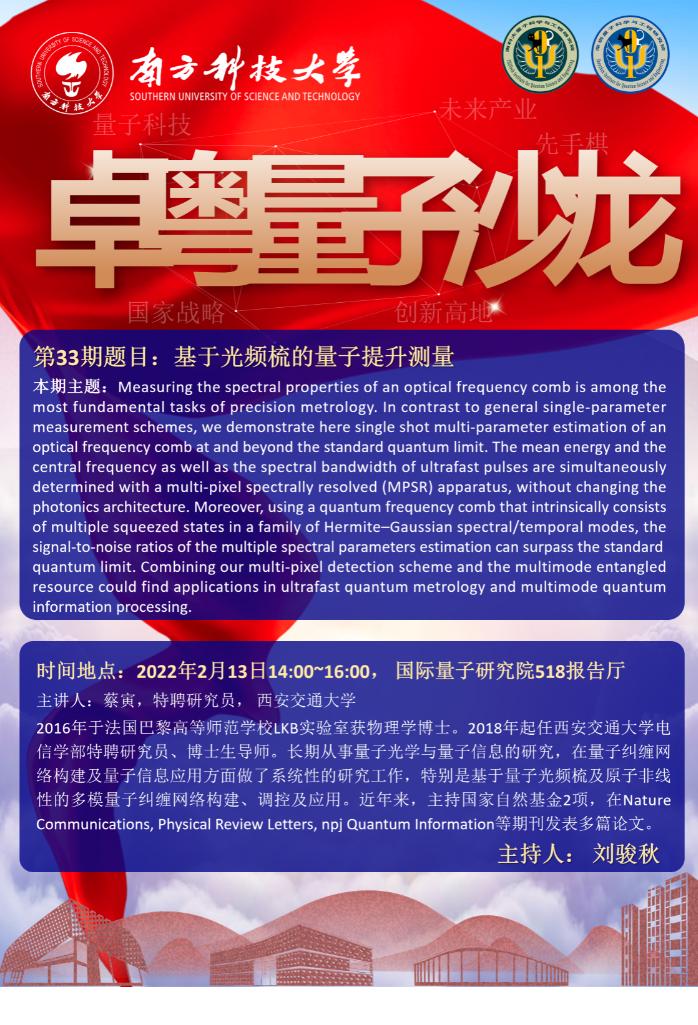 南方科技大学
SOUTHERN UNIVERSITY OF SCIENCE AND TECHNOLOGY
量子科技
未来产业
先手棋
卓粤量子沙龙
国家战略
创新高地
第33期题目：基于光频梳的量子提升测量
本期主题：Measuring the spectral properties of an optical frequency comb is among the
most fundamental tasks of precision metrology. In contrast to general single-parameter
measurement schemes, we demonstrate here single shot multi-parameter estimation of an
optical frequency comb at and beyond the standard quantum limit. The mean energy and the
central frequency as well as the spectral bandwidth of ultrafast pulses are simultaneously
determined with a multi-pixel spectrally resolved (MPSR) apparatus, without changing the
photonics architecture. Moreover, using a quantum frequency comb that intrinsically consists
of multiple squeezed states in a family of Hermite–Gaussian spectral/temporal modes, the
signal-to-noise ratios of the multiple spectral parameters estimation can surpass the standard
quantum limit. Combining our multi-pixel detection scheme and the multimode entangled
resource could find applications in ultrafast quantum metrology and multimode quantum
information processing.
时间地点：2022年2月13日14:00~16:00， 国际量子研究院518报告厅
主讲人：蔡寅，特聘研究员， 西安交通大学
2016年于法国巴黎高等师范学校LKB实验室获物理学博士。2018年起任西安交通大学电
信学部特聘研究员、博士生导师。长期从事量子光学与量子信息的研究，在量子纠缠网
络构建及量子信息应用方面做了系统性的研究工作，特别是基于量子光频梳及原子非线
性的多模量子纠缠网络构建、调控及应用。近年来，主持国家自然基金2项，在Nature
Communications, Physical Review Letters, npj Quantum Information等期刊发表多篇论文。
主持人： 刘骏秋